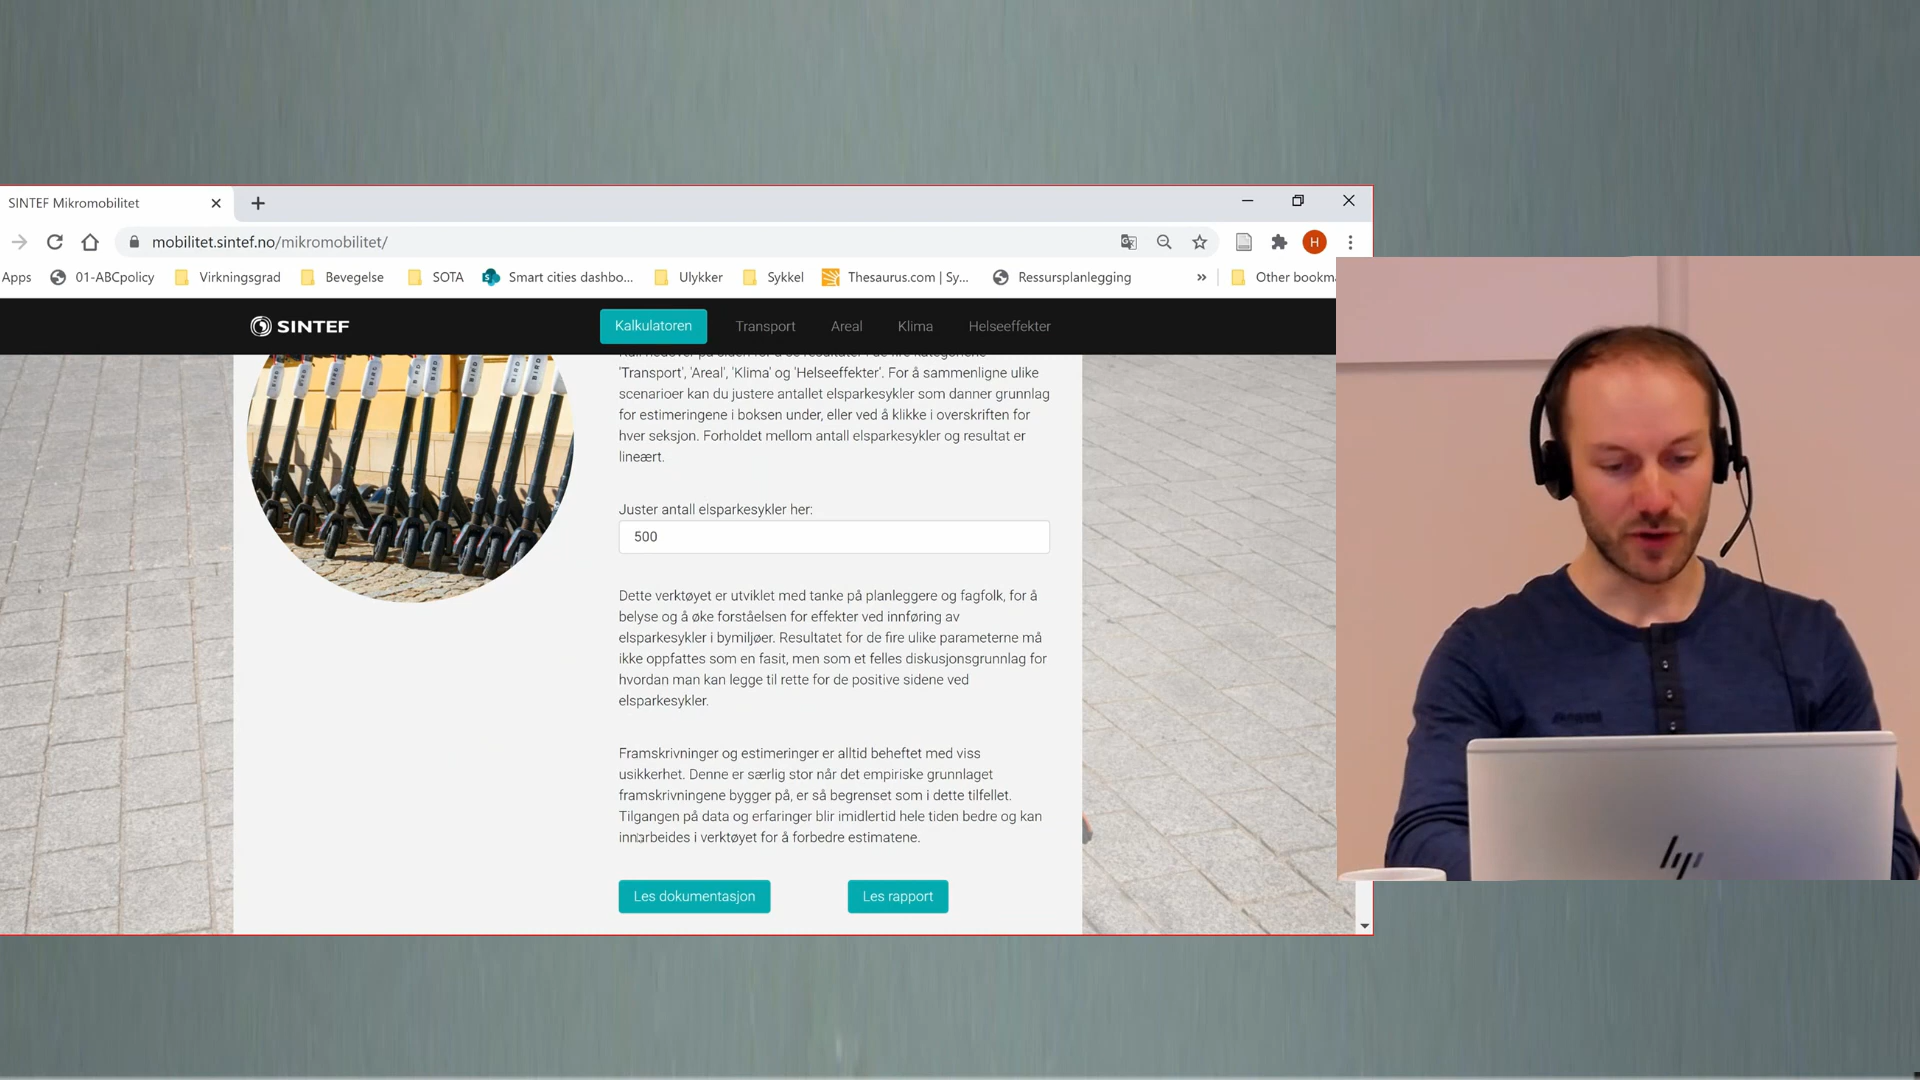 SINTEF Mikromobilitet
mobilitet.sintef.no/mikromobilitet/
H
Apps 01-ABCpolicy Virkningsgrad Bevegelse SOTA Smart cities dashbo... Ulykker Sykkel Thesaurus.com | Sy... Ressursplanlegging » Other bookma
SINTEF Kalkulatoren Transport Areal Klima Helseeffekter
'Transport', 'Areal', 'Klima' og 'Helseeffekter'. For å sammenligne ulike
scenarioer kan du justere antallet elsparkesykler som danner grunnlag
for estimeringene i boksen under, eller ved å klikke i overskriften for
hver seksjon. Forholdet mellom antall elsparkesykler og resultat er
lineært.
Juster antall elsparkesykler her:
500
Dette verktøyet er utviklet med tanke på planleggere og fagfolk, for å
belyse og å øke forståelsen for effekter ved innføring av
elsparkesykler i bymiljøer. Resultatet for de fire ulike parameterne må
ikke oppfattes som en fasit, men som et felles diskusjonsgrunnlag for
hvordan man kan legge til rette for de positive sidene ved
elsparkesykler.
Framskrivninger og estimeringer er alltid beheftet med viss
usikkerhet. Denne er særlig stor når det empiriske grunnlaget
framskrivningene bygger på, er så begrenset som i dette tilfellet.
Tilgangen på data og erfaringer blir imidlertid hele tiden bedre og kan
innarbeides i verktøyet for å forbedre estimatene.
Les dokumentasjon Les rapport
BIRD BIRD BIRD BIRD
hp